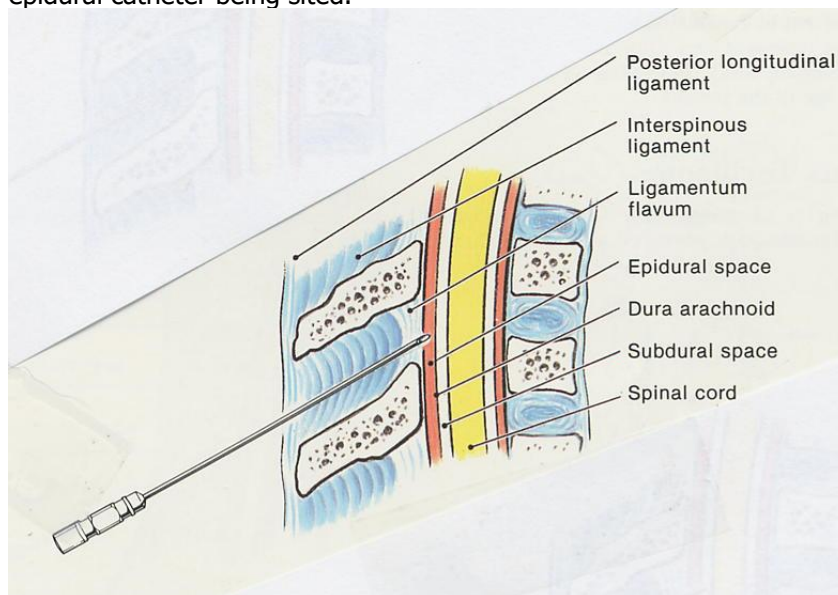 epidural catheter being sited.
Posterior longitudinal
ligament
Interspinous
ligament
Ligamentum
flavum
Epidural space
Dura arachnoid
Subdural space
Spinal cord